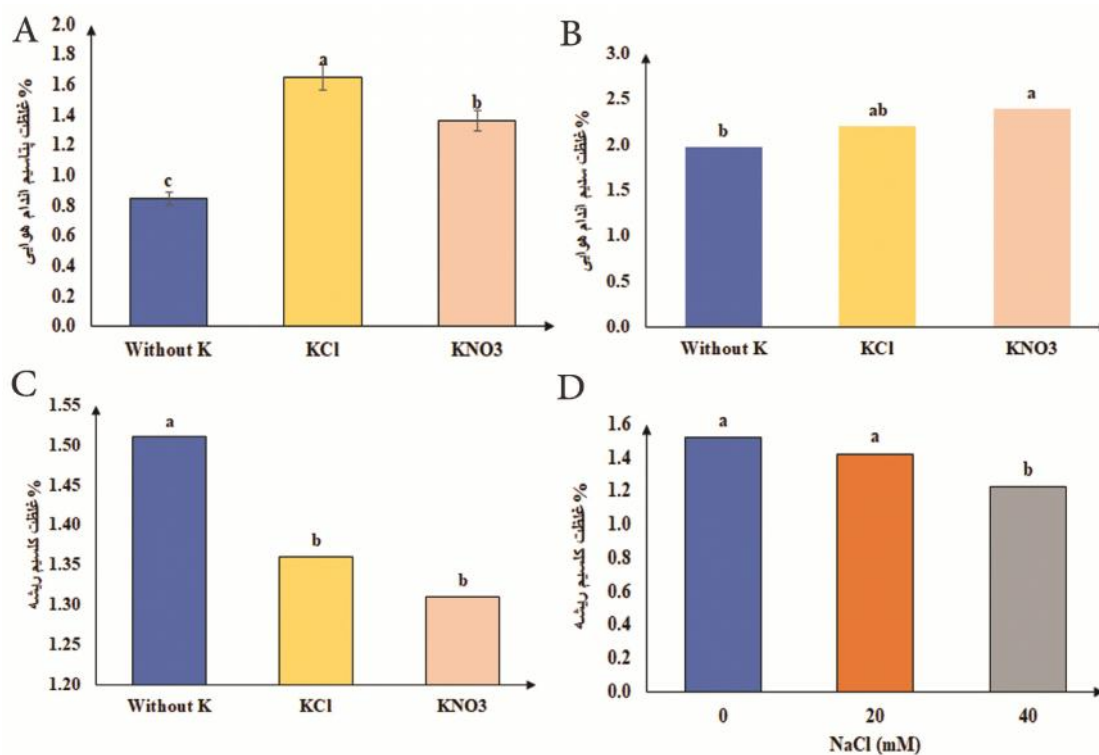 A
% غلظت پتاسیم اندام هوایی
2.0
1.8
1.6
1.4
1.2
1.0
0.8
0.6
0.4
0.2
0.0
c
a
b
Without K
KCl
KNO3
B
% غلظت سدیم اندام هوایی
3.0
2.5
2.0
1.5
1.0
0.5
0.0
b
ab
a
Without K
KCl
KNO3
C
% غلظت کلسیم ریشه
1.55
1.50
1.45
1.40
1.35
1.30
1.25
1.20
a
b
b
Without K
KCl
KNO3
D
% غلظت کلسیم ریشه
1.6
1.4
1.2
1.0
0.8
0.6
0.4
0.2
0.0
a
a
b
0
20
40
NaCl (mM)